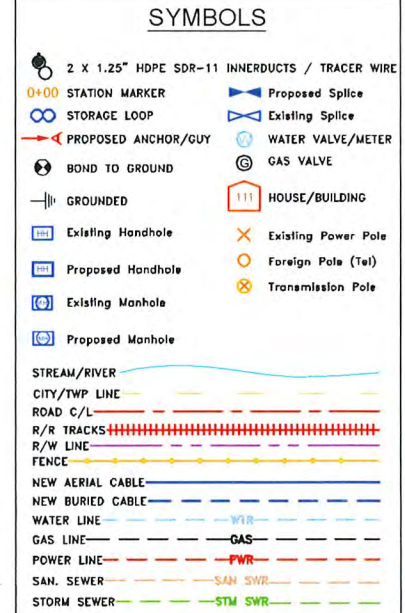 SYMBOLS
2 X 1.25" HDPE SDR-11 INNERDUCTS / TRACER WIRE
0+00 STATION MARKER
Proposed Splice
STORAGE LOOP
Existing Splice
PROPOSED ANCHOR/GUY
W WATER VALVE/METER
BOND TO GROUND
G GAS VALVE
GROUNDED
111 HOUSE/BUILDING
HH Existing Handhole
Existing Power Pole
HH Proposed Handhole
Foreign Pole (Tel)
Transmission Pole
MH Existing Manhole
MH Proposed Manhole
STREAM/RIVER
CITY/TWP LINE
ROAD C/L
R/R TRACKS
R/W LINE
FENCE
NEW AERIAL CABLE
NEW BURIED CABLE
WATER LINE WTR
GAS LINE GAS
POWER LINE PWR
SAN. SEWER SAN SWR
STORM SEWER STM SWR